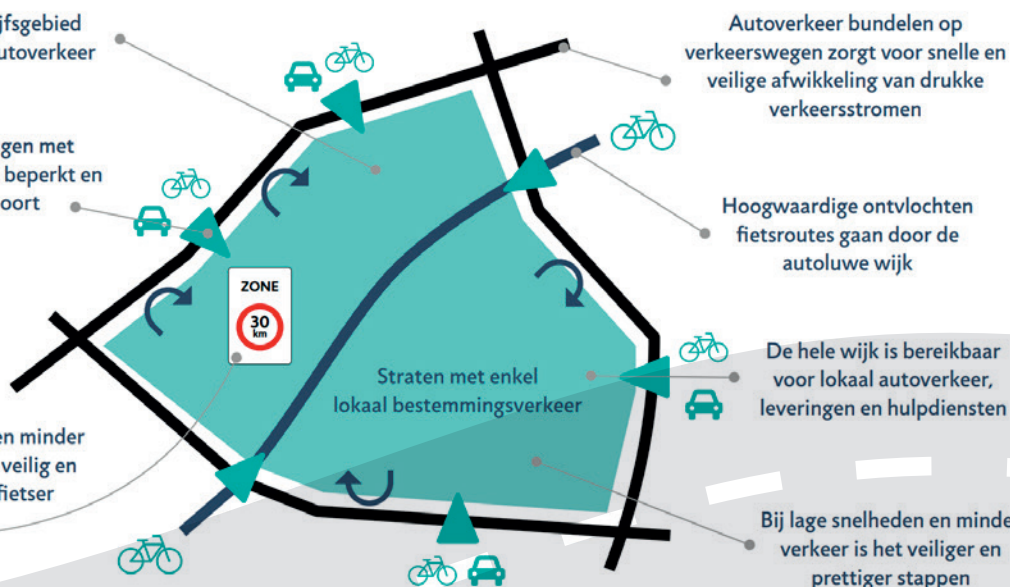 jfsgebied
utoverkeer
gen met
beperkt en
oort
en minder
veilig en
fietser
ZONE
30
km
Straten met enkel
lokaal bestemmingsverkeer
Autoverkeer bundelen op
verkeerswegen zorgt voor snelle en
veilige afwikkeling van drukke
verkeersstromen
Hoogwaardige ontvlochten
fietsroutes gaan door de
autoluwe wijk
De hele wijk is bereikbaar
voor lokaal autoverkeer,
leveringen en hulpdiensten
Bij lage snelheden en minde
verkeer is het veiliger en
prettiger stappen